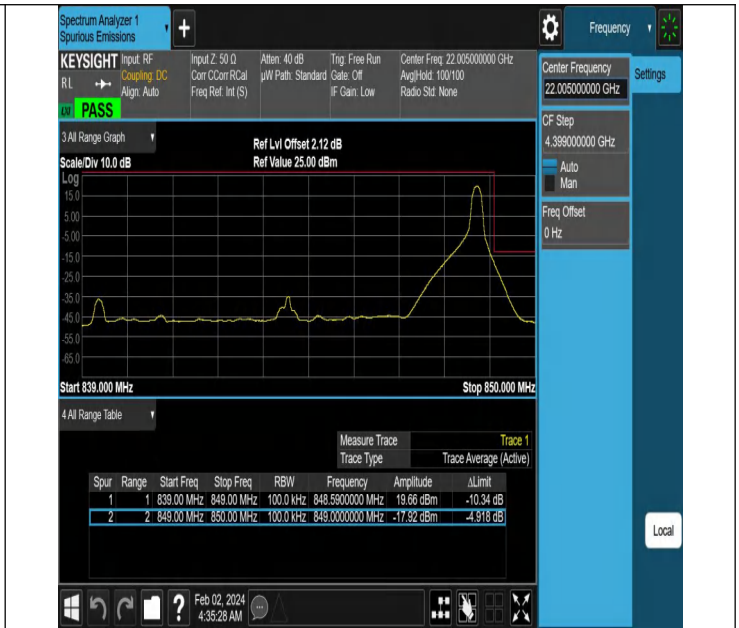 Spectrum Analyzer 1
Spurious Emissions
+
Frequency
KEYSIGHT Input: RF Input Z: 50 Ω Atten: 40 dB Trig: Free Run Center Freq: 22.005000000 GHz
RL Coupling: DC Corr CCorr RCal µW Path: Standard Gate: Off Avg|Hold: 100/100
Align: Auto Freq Ref: Int (S) IF Gain: Low Radio Std: None
PASS
Center Frequency
22.005000000 GHz
Settings
CF Step
4.399000000 GHz
Auto
Man
Freq Offset
0 Hz
3 All Range Graph
Ref Lvl Offset 2.12 dB
Scale/Div 10.0 dB Ref Value 25.00 dBm
Log
15.0
5.00
-5.00
-15.0
-25.0
-35.0
-45.0
-55.0
-65.0
Start 839.000 MHz Stop 850.000 MHz
4 All Range Table
Measure Trace Trace 1
Trace Type Trace Average (Active)
Spur Range Start Freq Stop Freq RBW Frequency Amplitude ΔLimit
1 1 839.00 MHz 849.00 MHz 100.0 kHz 848.5900000 MHz 19.66 dBm -10.34 dB
2 2 849.00 MHz 850.00 MHz 100.0 kHz 849.0000000 MHz -17.92 dBm -4.918 dB
Local
? Feb 02, 2024
4:35:28 AM